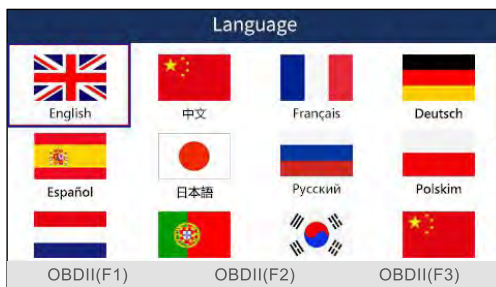 Language
English 中文 Français Deutsch
Español 日本語 Русский Polskim
OBDII(F1) OBDII(F2) OBDII(F3)